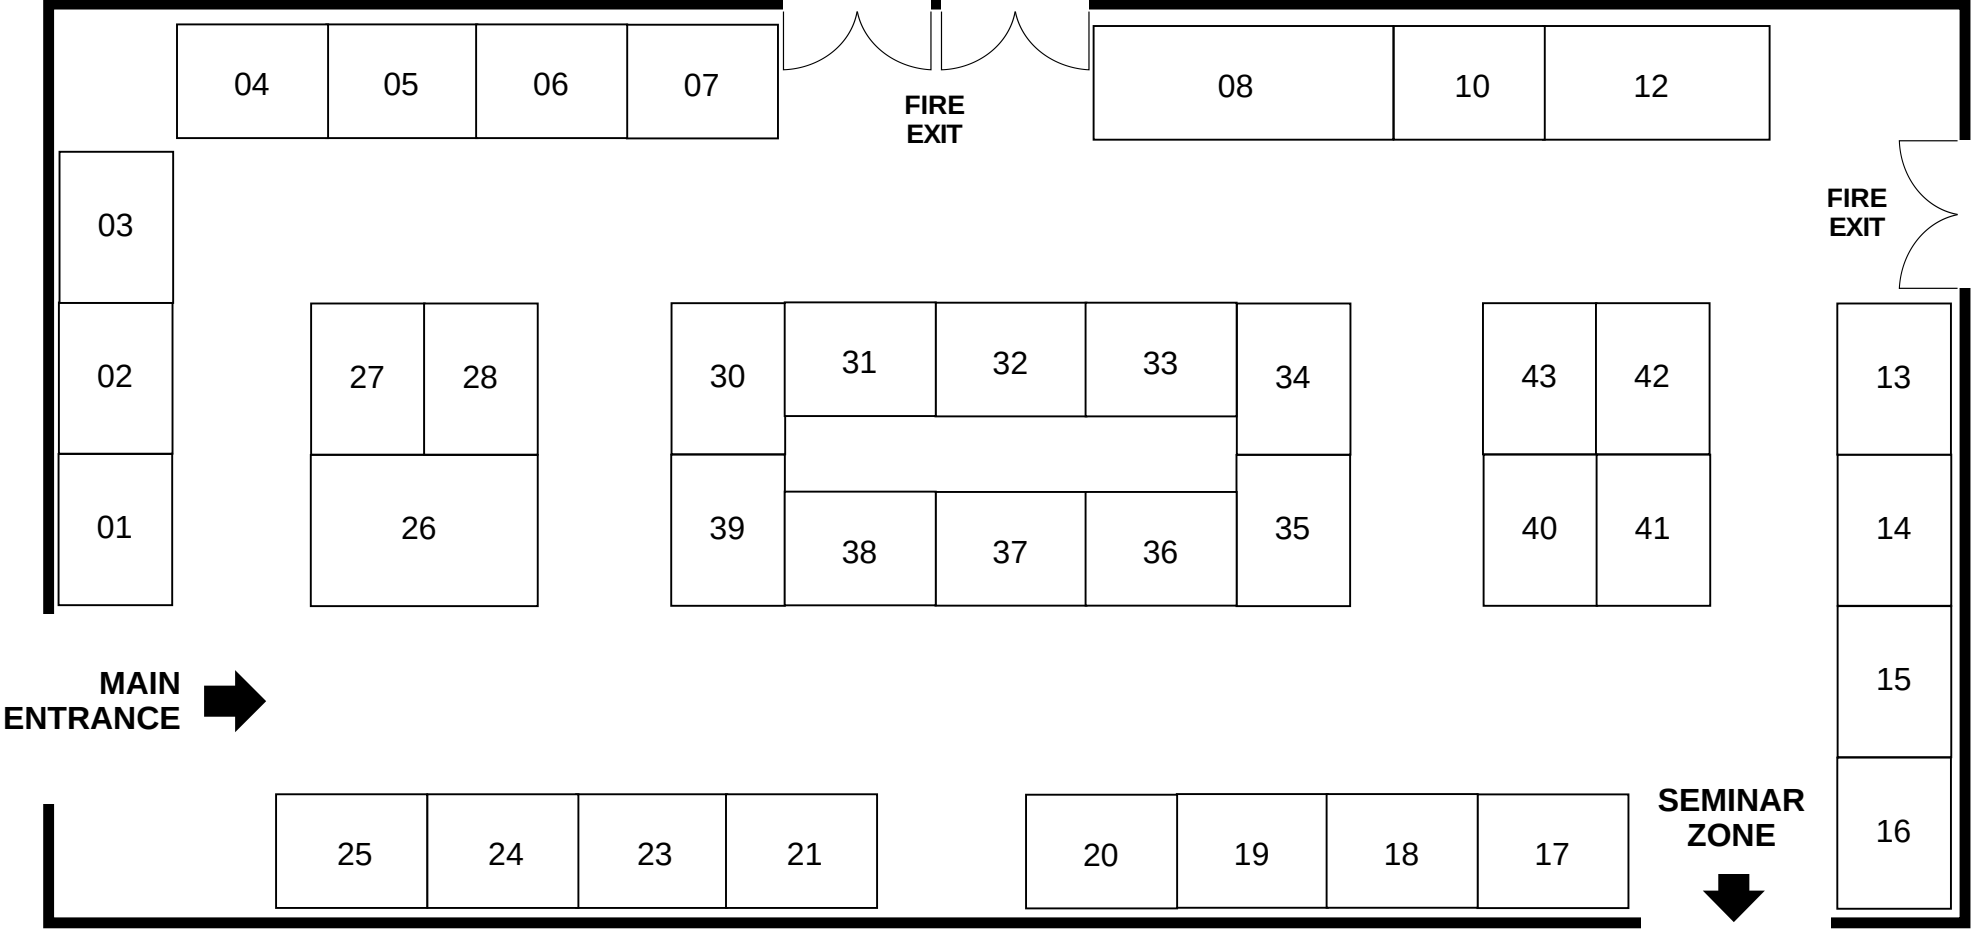 04 05 06 07 08 10 12
FIRE
EXIT
FIRE
EXIT
03
02 27 28 30 31 32 33 34 43 42 13
01 26 39 38 37 36 35 40 41 14
MAIN
ENTRANCE
15
SEMINAR
ZONE
25 24 23 21 20 19 18 17 16